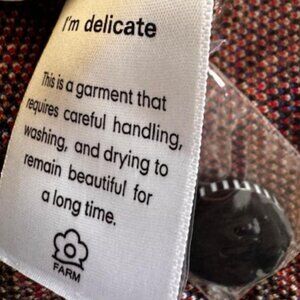 I'm delicate
This is a garment that
requires careful handling,
washing, and drying to
remain beautiful for
a long time.
FARM